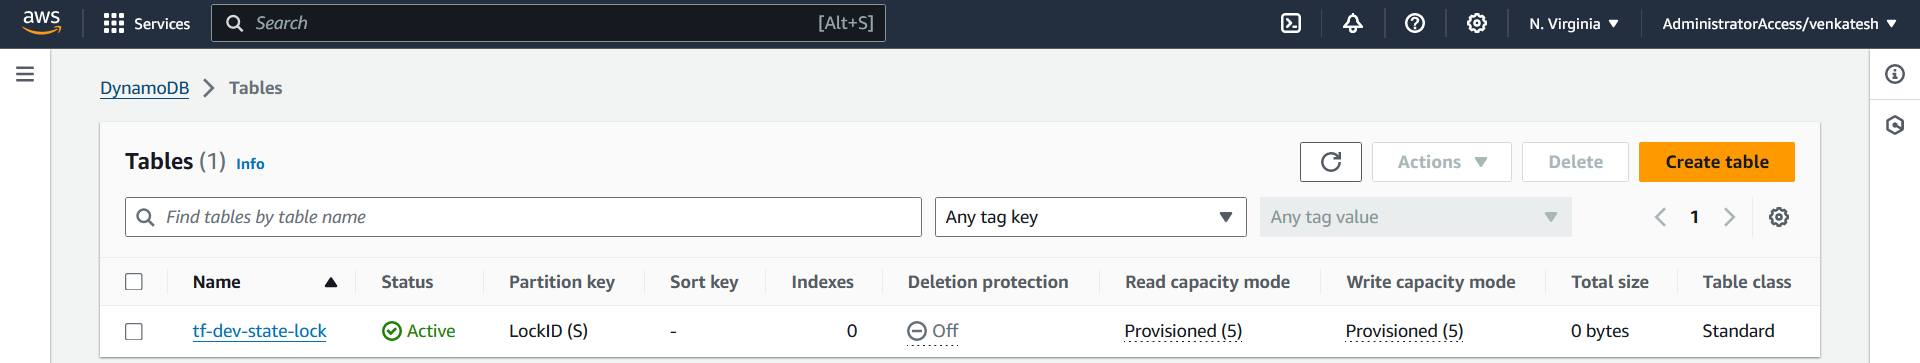 aws Services Search [Alt+S] N. Virginia AdministratorAccess/venkatesh
DynamoDB Tables
Tables (1) Info Actions Delete Create table
Find tables by table name Any tag key Any tag value 1
Name Status Partition key Sort key Indexes Deletion protection Read capacity mode Write capacity mode Total size Table class
tf-dev-state-lock Active LockID (S) - 0 Off Provisioned (5) Provisioned (5) 0 bytes Standard